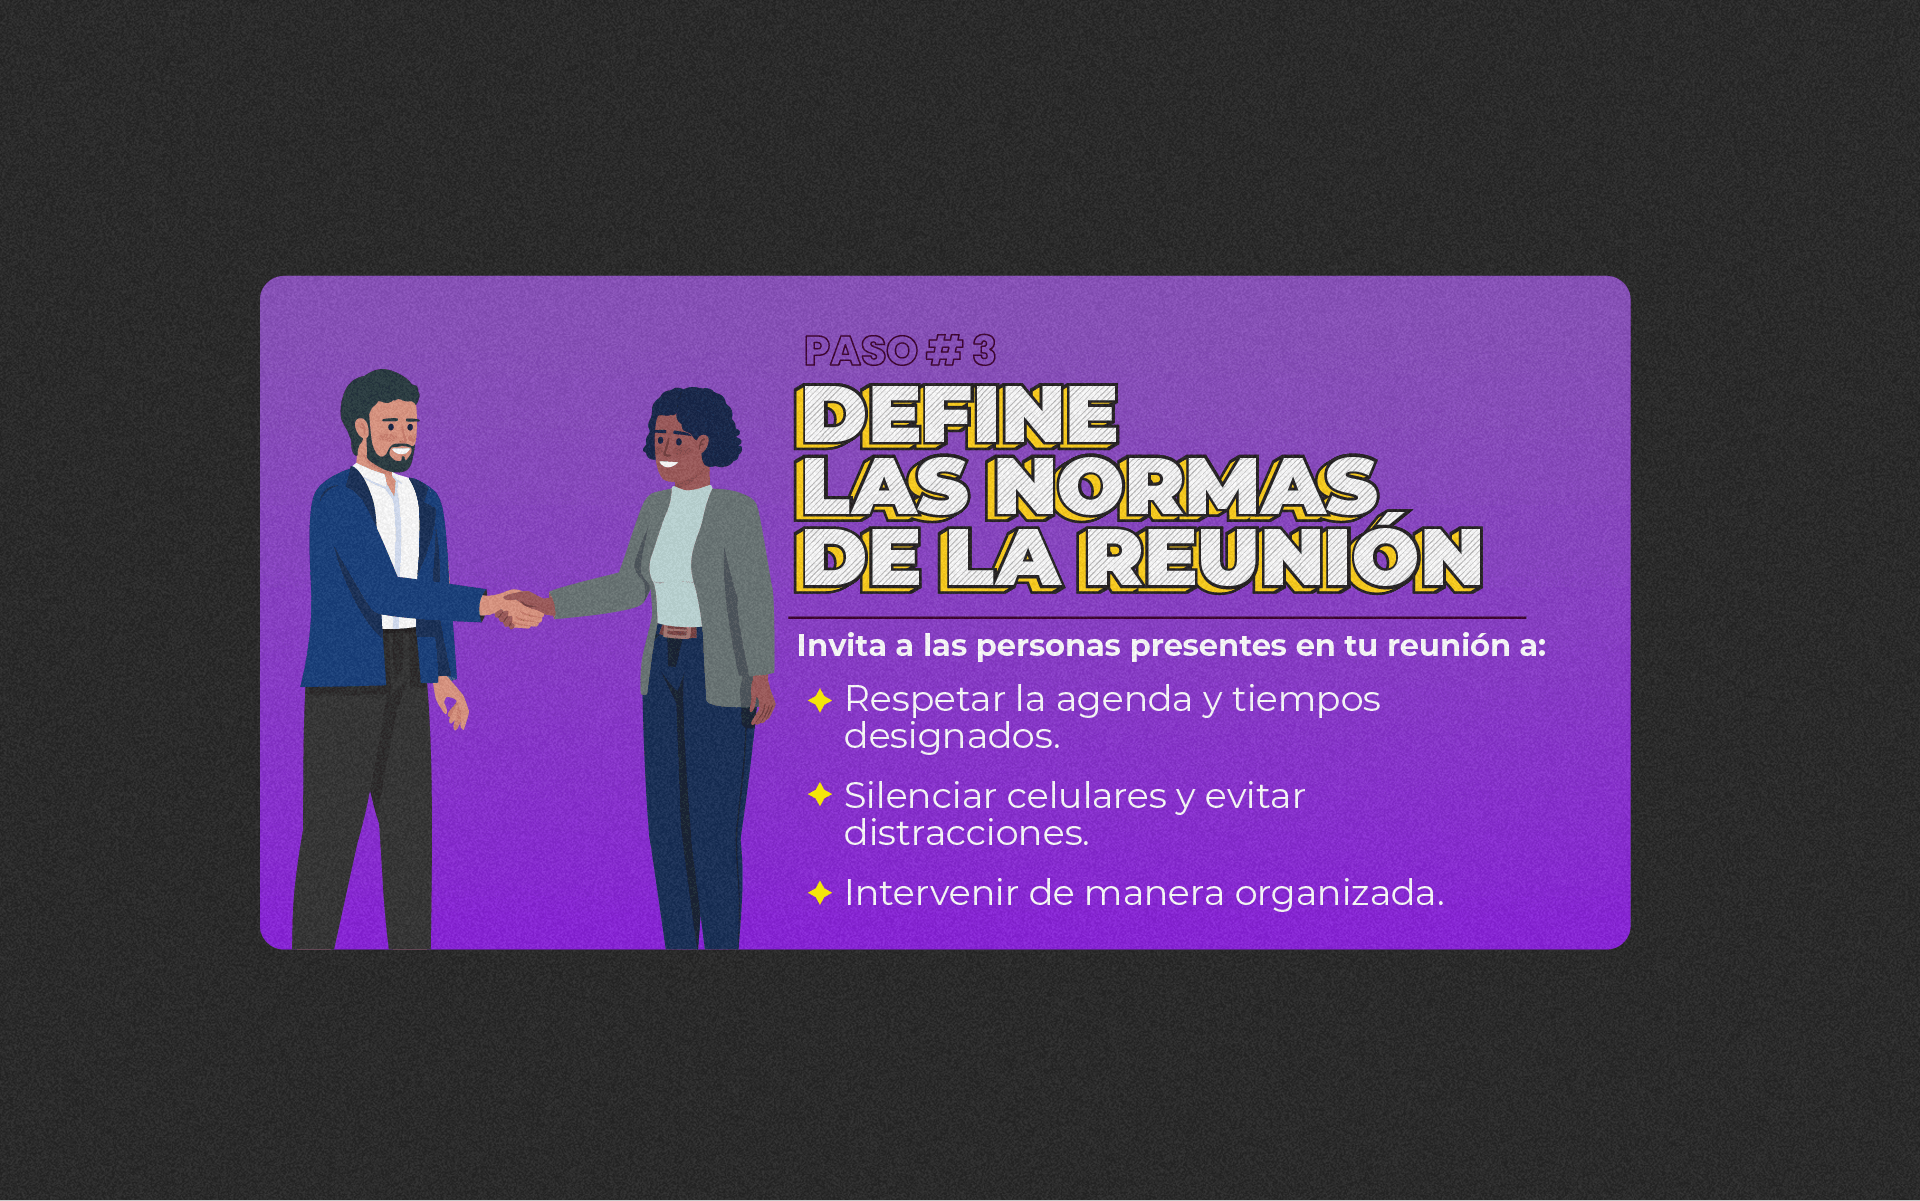 PASO # 3
DEFINE
LAS NORMAS
DE LA REUNIÓN
Invita a las personas presentes en tu reunión a:
Respetar la agenda y tiempos
designados.
Silenciar celulares y evitar
distracciones.
Intervenir de manera organizada.